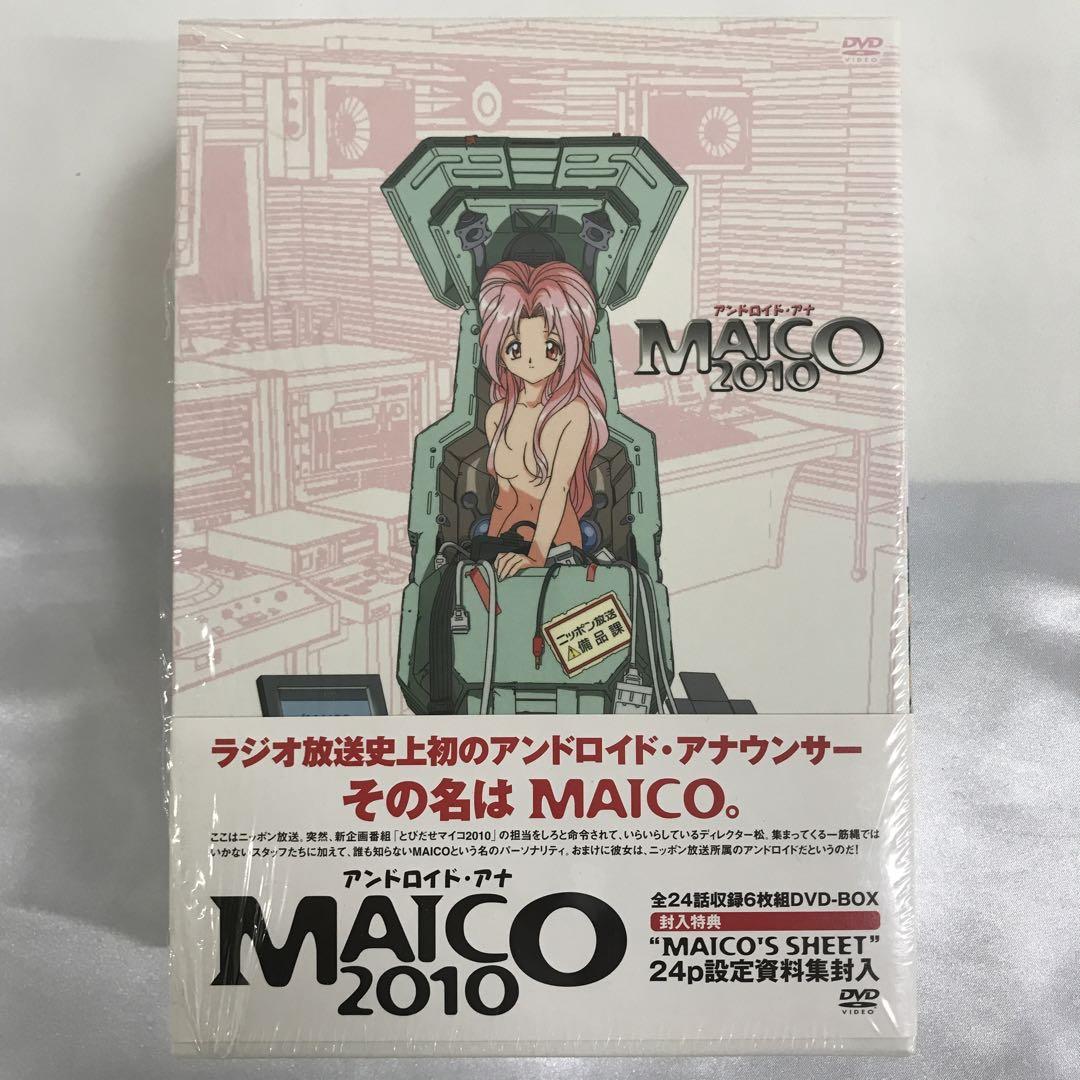 DVD
VIDEO
アンドロイド・アナ
MAICO
2010
ニッポン放送
⚠備品課
ラジオ放送史上初のアンドロイド・アナウンサー
その名は MAICO。
ここはニッポン放送。突然、新企画番組「とびだせマイコ2010」の担当をしろと命令されて、いらいらしているディレクター松。集まってくる一筋縄では
いかないスタッフたちに加えて、誰も知らないMAICOという名のパーソナリティ。おまけに彼女は、ニッポン放送所属のアンドロイドだというのだ!
アンドロイド・アナ
MAICO
2010
全24話収録6枚組DVD-BOX
封入特典
“MAICO'S SHEET”
24p設定資料集封入
DVD
VIDEO